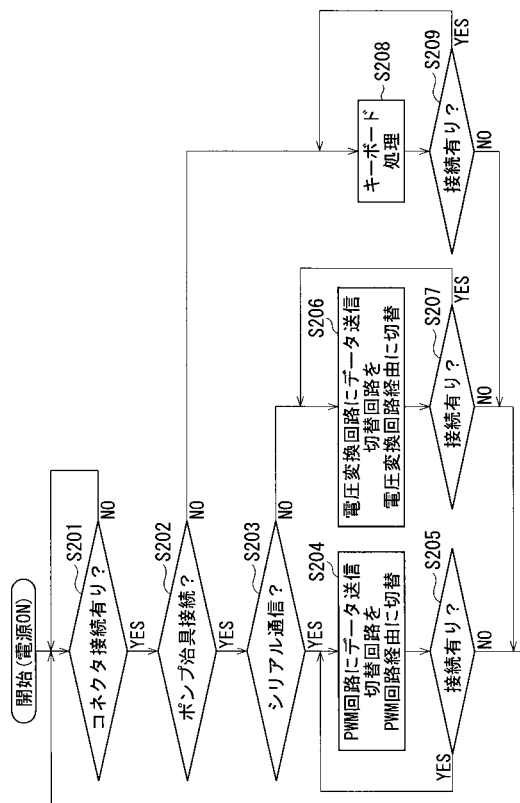 開始(電源ON)
S201
コネクタ接続有り?
NO
YES
S202
ポンプ治具接続?
NO
YES
S203
シリアル通信?
NO
YES
S204
PWM回路にデータ送信
切替回路を
PWM回路経由に切替
S205
接続有り?
YES
NO
S206
電圧変換回路にデータ送信
切替回路を
電圧変換回路経由に切替
S207
接続有り?
YES
NO
S208
キーボード
処理
S209
接続有り?
YES
NO